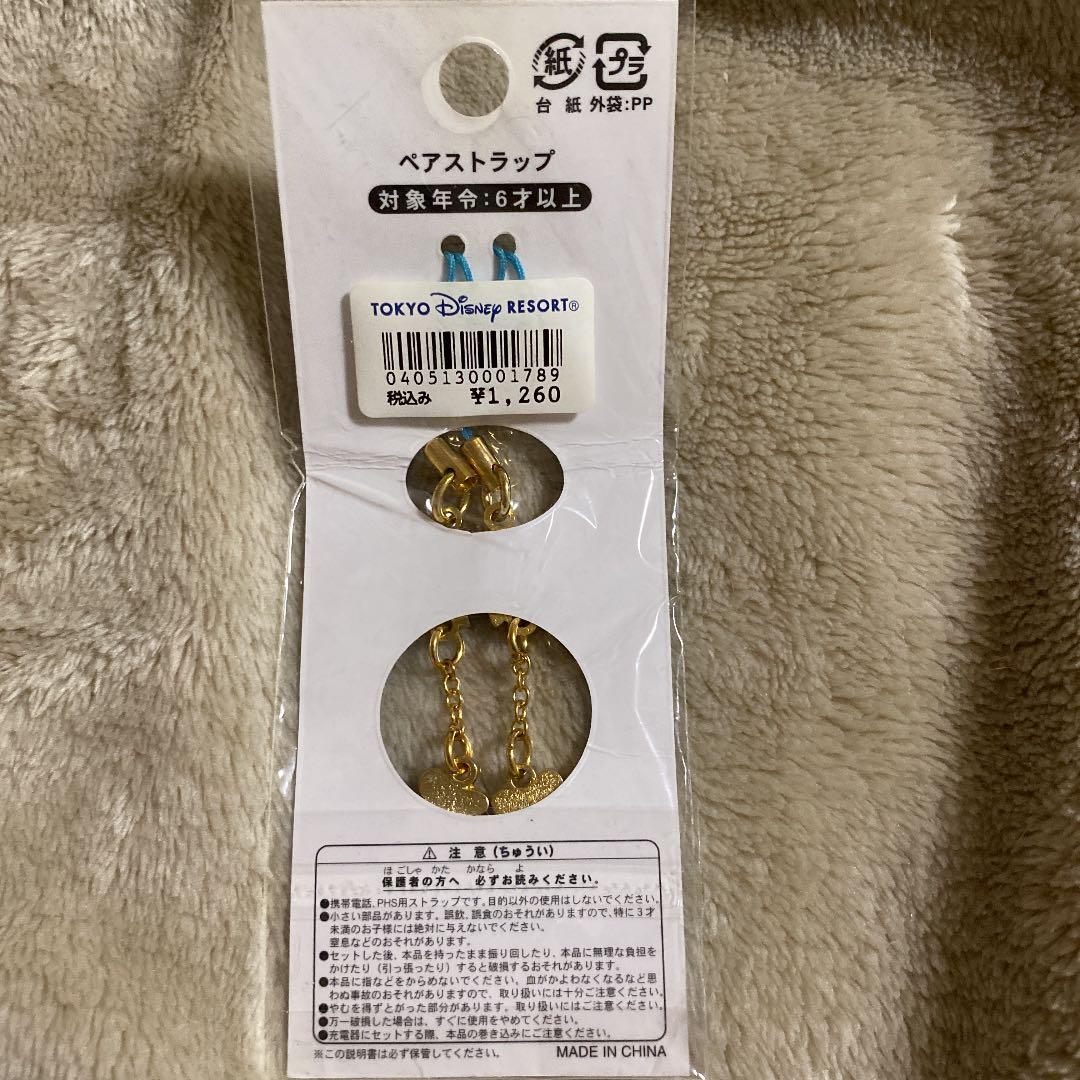 紙 プラ
台紙 外袋:PP
ペアストラップ
対象年令:6才以上
TOKYO Disney RESORT®
0405130001789
税込み ¥1,260
⚠ 注 意(ちゅうい)
ほごしゃ かた かなら よ
保護者の方へ 必ずお読みください。
●携帯電話、PHS用ストラップです。目的以外の使用はしないでください。
●小さい部品があります。誤飲、誤食のおそれがありますので、特に3才
未満のお子様には絶対に与えないでください。
窒息などのおそれがあります。
●セットした後、本品を持ったまま振り回したり、本品に無理な負担を
かけたり(引っ張ったり)すると破損するおそれがあります。
●本品に指などをからめないでください。血がかよわなくなるなど思
わぬ事故のおそれがありますので、取り扱いには十分ご注意ください。
●やむを得ずとがった部分があります。取り扱いにはご注意ください。
●万一破損した場合は、すぐに使用をやめてください。
●充電器にセットする際、本品の巻き込みにご注意ください。
※この説明書は必ず保管してください。 MADE IN CHINA